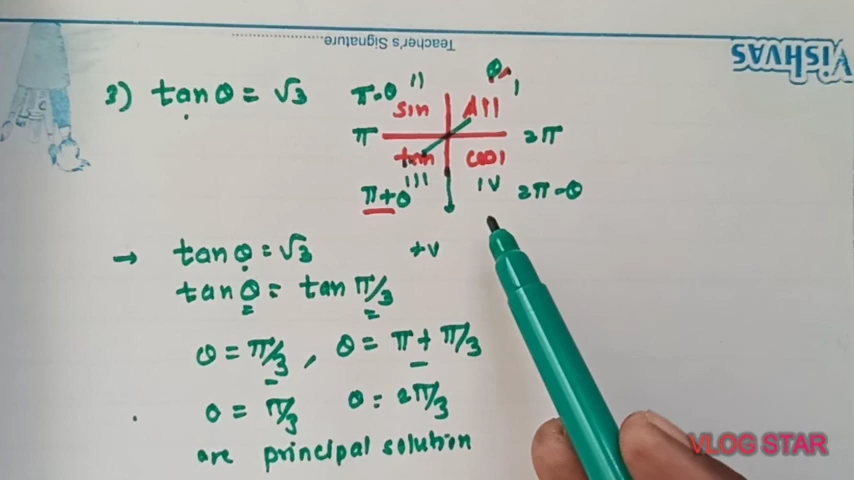 VISHVAS
Teacher's Signature
3) tan θ = √3
π-θ II
θ I
sin All
π 2π
tan cos
π+θ III
IV 2π-θ
→ tan θ = √3 +v
tan θ = tan π/3
θ = π/3 , θ = π + π/3
θ = π/3 θ = 2π/3
are principal solution
VLOG STAR